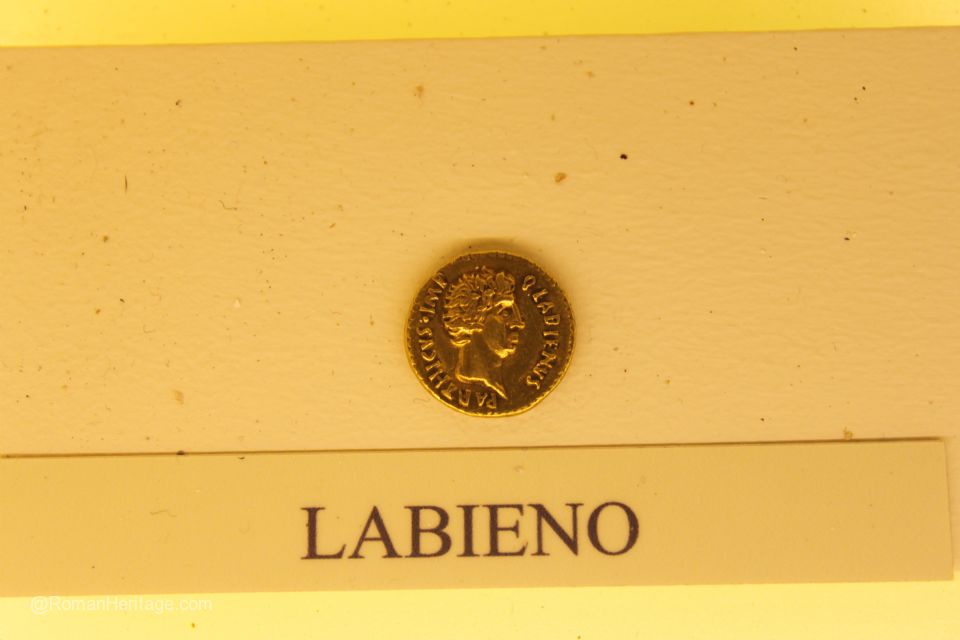 Q·LABIENVS PARTHICVS·IMP
LABIENO
@RomanHeritage.com